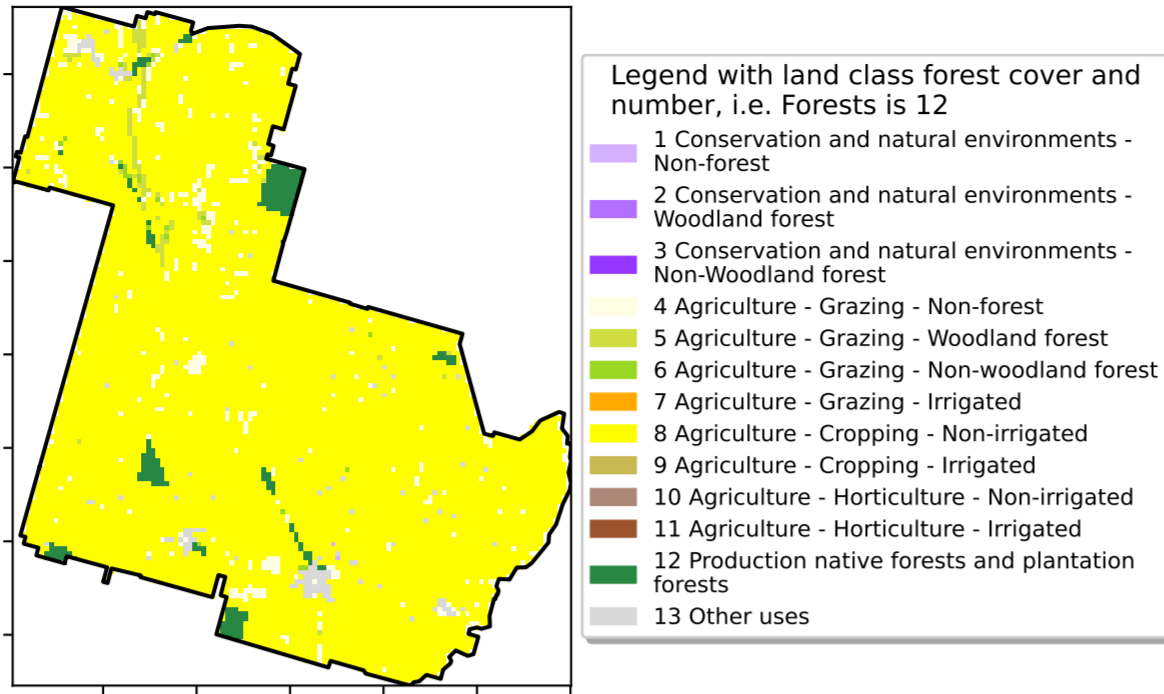 Legend with land class forest cover and
number, i.e. Forests is 12
1 Conservation and natural environments -
Non-forest
2 Conservation and natural environments -
Woodland forest
3 Conservation and natural environments -
Non-Woodland forest
4 Agriculture - Grazing - Non-forest
5 Agriculture - Grazing - Woodland forest
6 Agriculture - Grazing - Non-woodland forest
7 Agriculture - Grazing - Irrigated
8 Agriculture - Cropping - Non-irrigated
9 Agriculture - Cropping - Irrigated
10 Agriculture - Horticulture - Non-irrigated
11 Agriculture - Horticulture - Irrigated
12 Production native forests and plantation
forests
13 Other uses